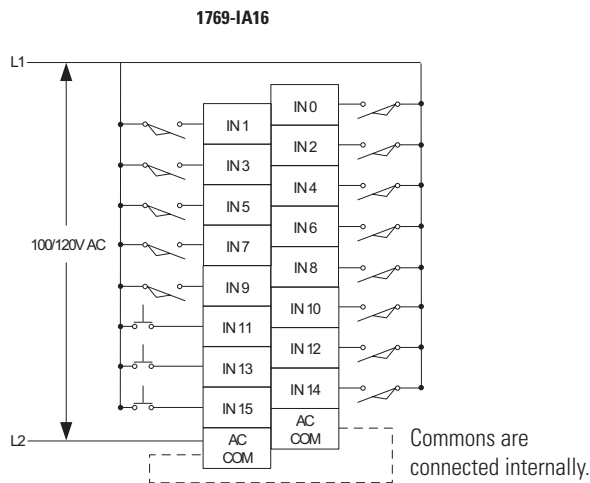 1769-IA16
L1
IN 0
IN 1
IN 2
IN 3
IN 4
IN 5
IN 6
IN 7
100/120V AC
IN 8
IN 9
IN 10
IN 11
IN 12
IN 13
IN 14
IN 15
AC
COM
L2
AC
COM
Commons are
connected internally.